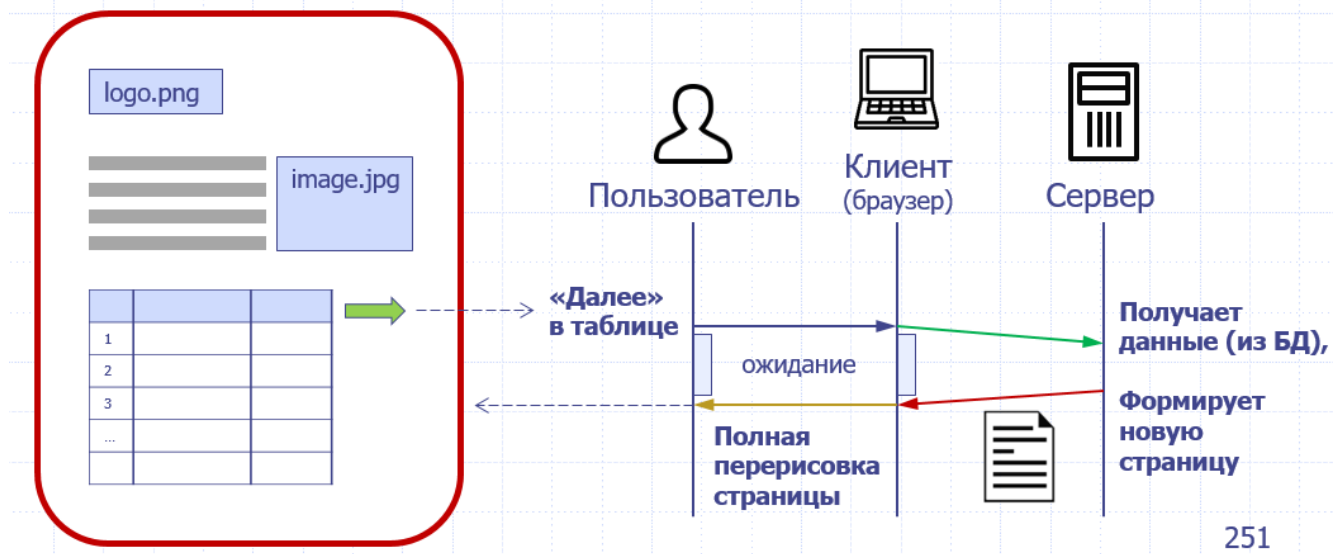 logo.png
image.jpg
1
2
3
...
Пользователь
Клиент
(браузер)
Сервер
«Далее»
в таблице
ожидание
Полная
перерисовка
страницы
Получает
данные (из БД),
Формирует
новую
страницу
251